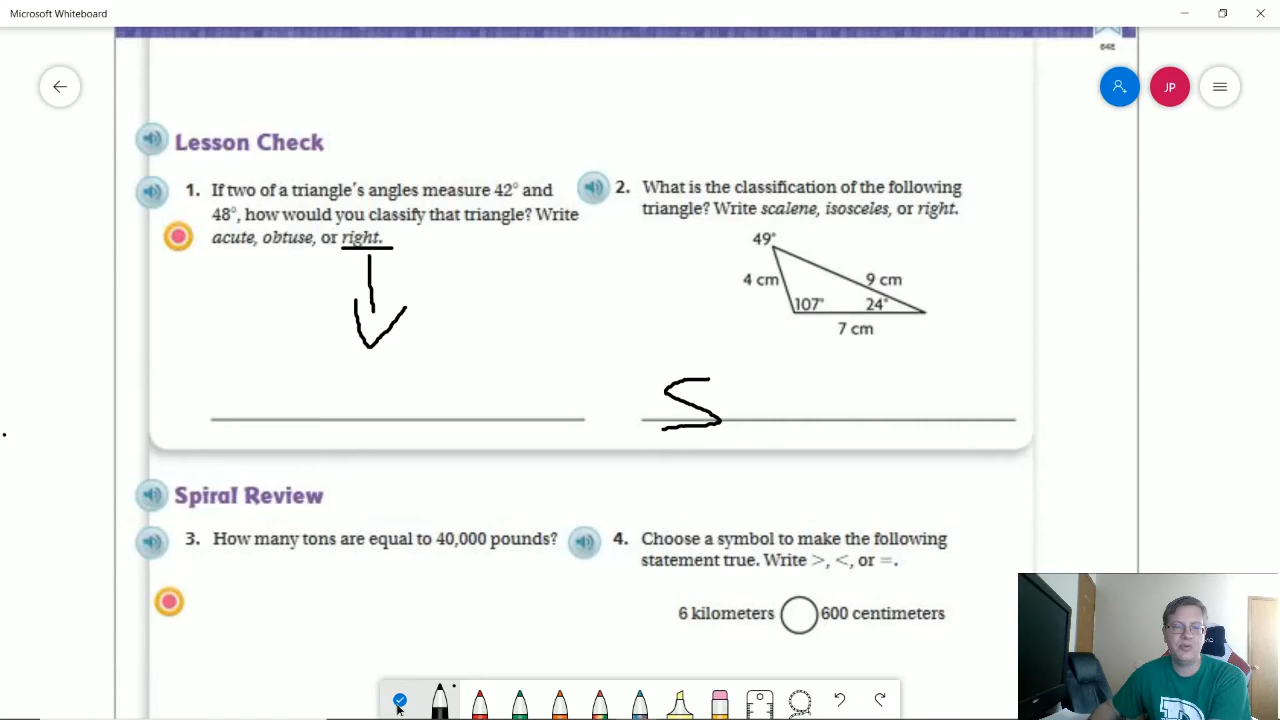 Microsoft Whiteboard
648
JP
Lesson Check
1. If two of a triangle's angles measure 42° and
48°, how would you classify that triangle? Write
acute, obtuse, or right.
2. What is the classification of the following
triangle? Write scalene, isosceles, or right.
49°
4 cm
9 cm
107°
24°
7 cm
S
Spiral Review
3. How many tons are equal to 40,000 pounds?
4. Choose a symbol to make the following
statement true. Write >, <, or =.
6 kilometers
600 centimeters